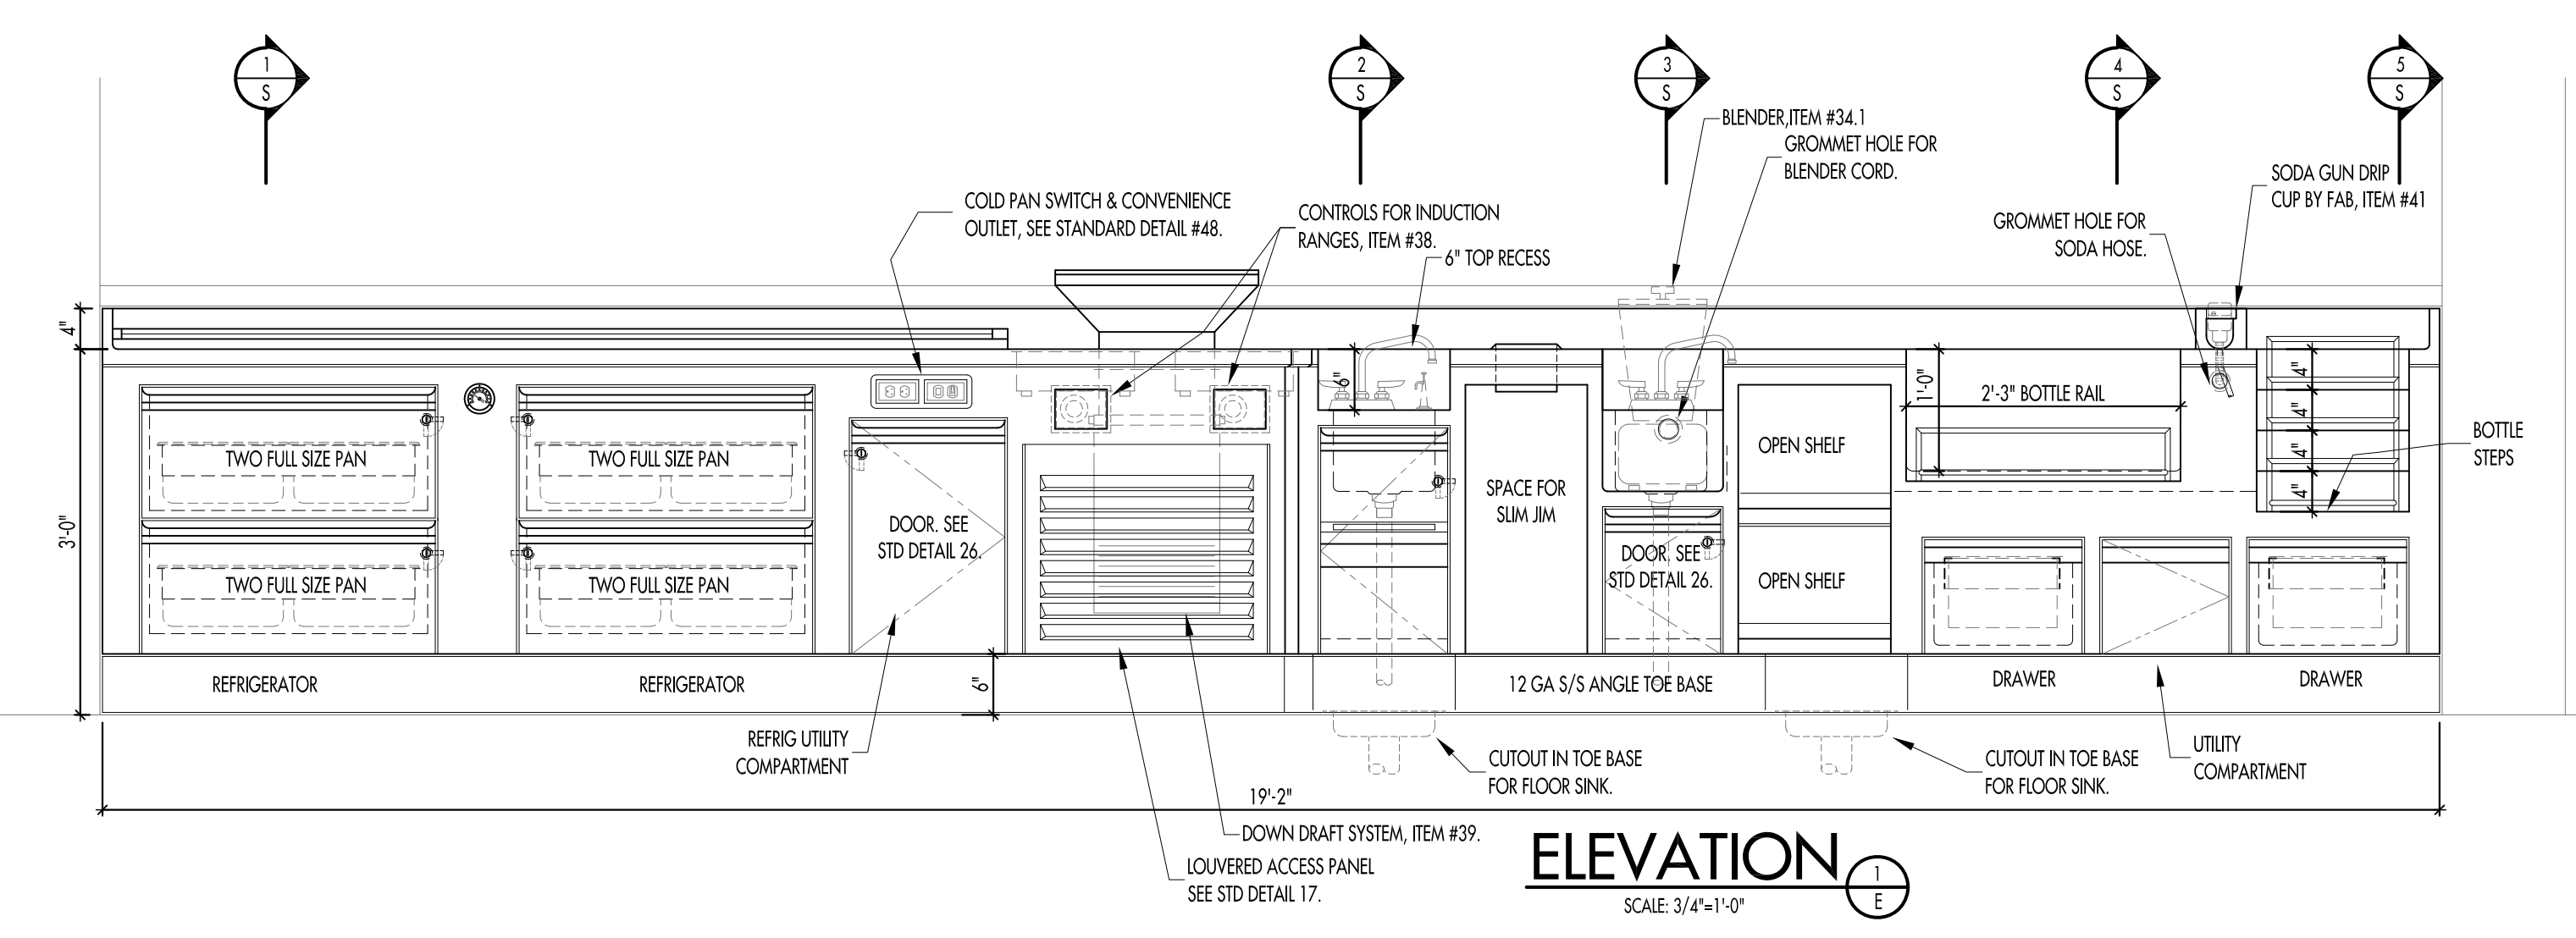 1
S
2
S
3
S
4
S
5
S
BLENDER,ITEM #34.1
GROMMET HOLE FOR
BLENDER CORD.
SODA GUN DRIP
CUP BY FAB, ITEM #41
COLD PAN SWITCH & CONVENIENCE
OUTLET, SEE STANDARD DETAIL #48.
CONTROLS FOR INDUCTION
RANGES, ITEM #38.
6" TOP RECESS
GROMMET HOLE FOR
SODA HOSE.
4"
3'-0"
6"
1'-0"
2'-3" BOTTLE RAIL
4"
4"
4"
4"
BOTTLE
STEPS
TWO FULL SIZE PAN
TWO FULL SIZE PAN
OPEN SHELF
SPACE FOR
SLIM JIM
DOOR. SEE
STD DETAIL 26.
DOOR. SEE
STD DETAIL 26.
TWO FULL SIZE PAN
TWO FULL SIZE PAN
OPEN SHELF
REFRIGERATOR
REFRIGERATOR
6"
12 GA S/S ANGLE TOE BASE
DRAWER
DRAWER
REFRIG UTILITY
COMPARTMENT
CUTOUT IN TOE BASE
FOR FLOOR SINK.
CUTOUT IN TOE BASE
FOR FLOOR SINK.
UTILITY
COMPARTMENT
19'-2"
DOWN DRAFT SYSTEM, ITEM #39.
LOUVERED ACCESS PANEL
SEE STD DETAIL 17.
ELEVATION
1
E
SCALE: 3/4"=1'-0"